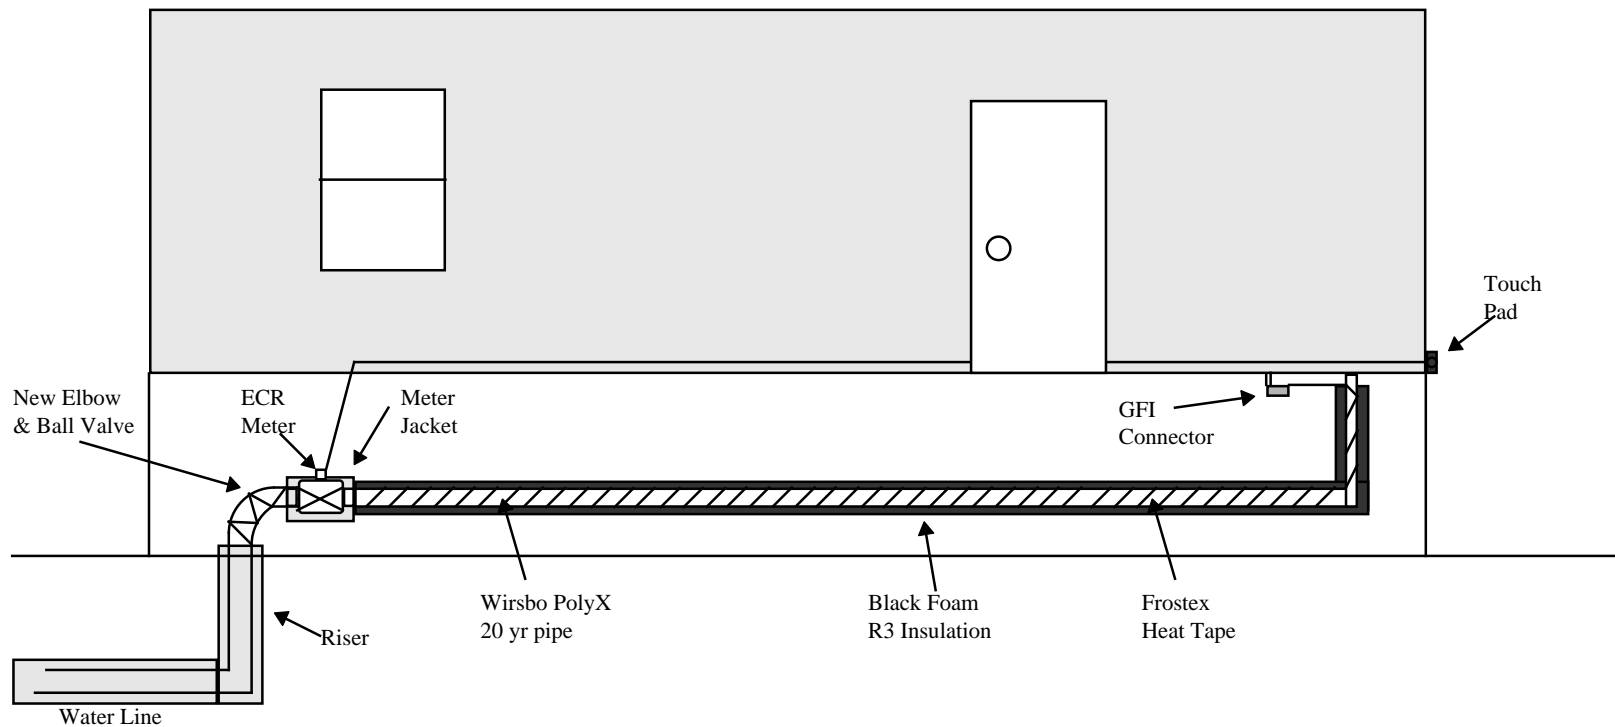 Touch
Pad
New Elbow
& Ball Valve
ECR
Meter
Meter
Jacket
GFI
Connector
Wirsbo PolyX
20 yr pipe
Black Foam
R3 Insulation
Frostex
Heat Tape
Riser
Water Line